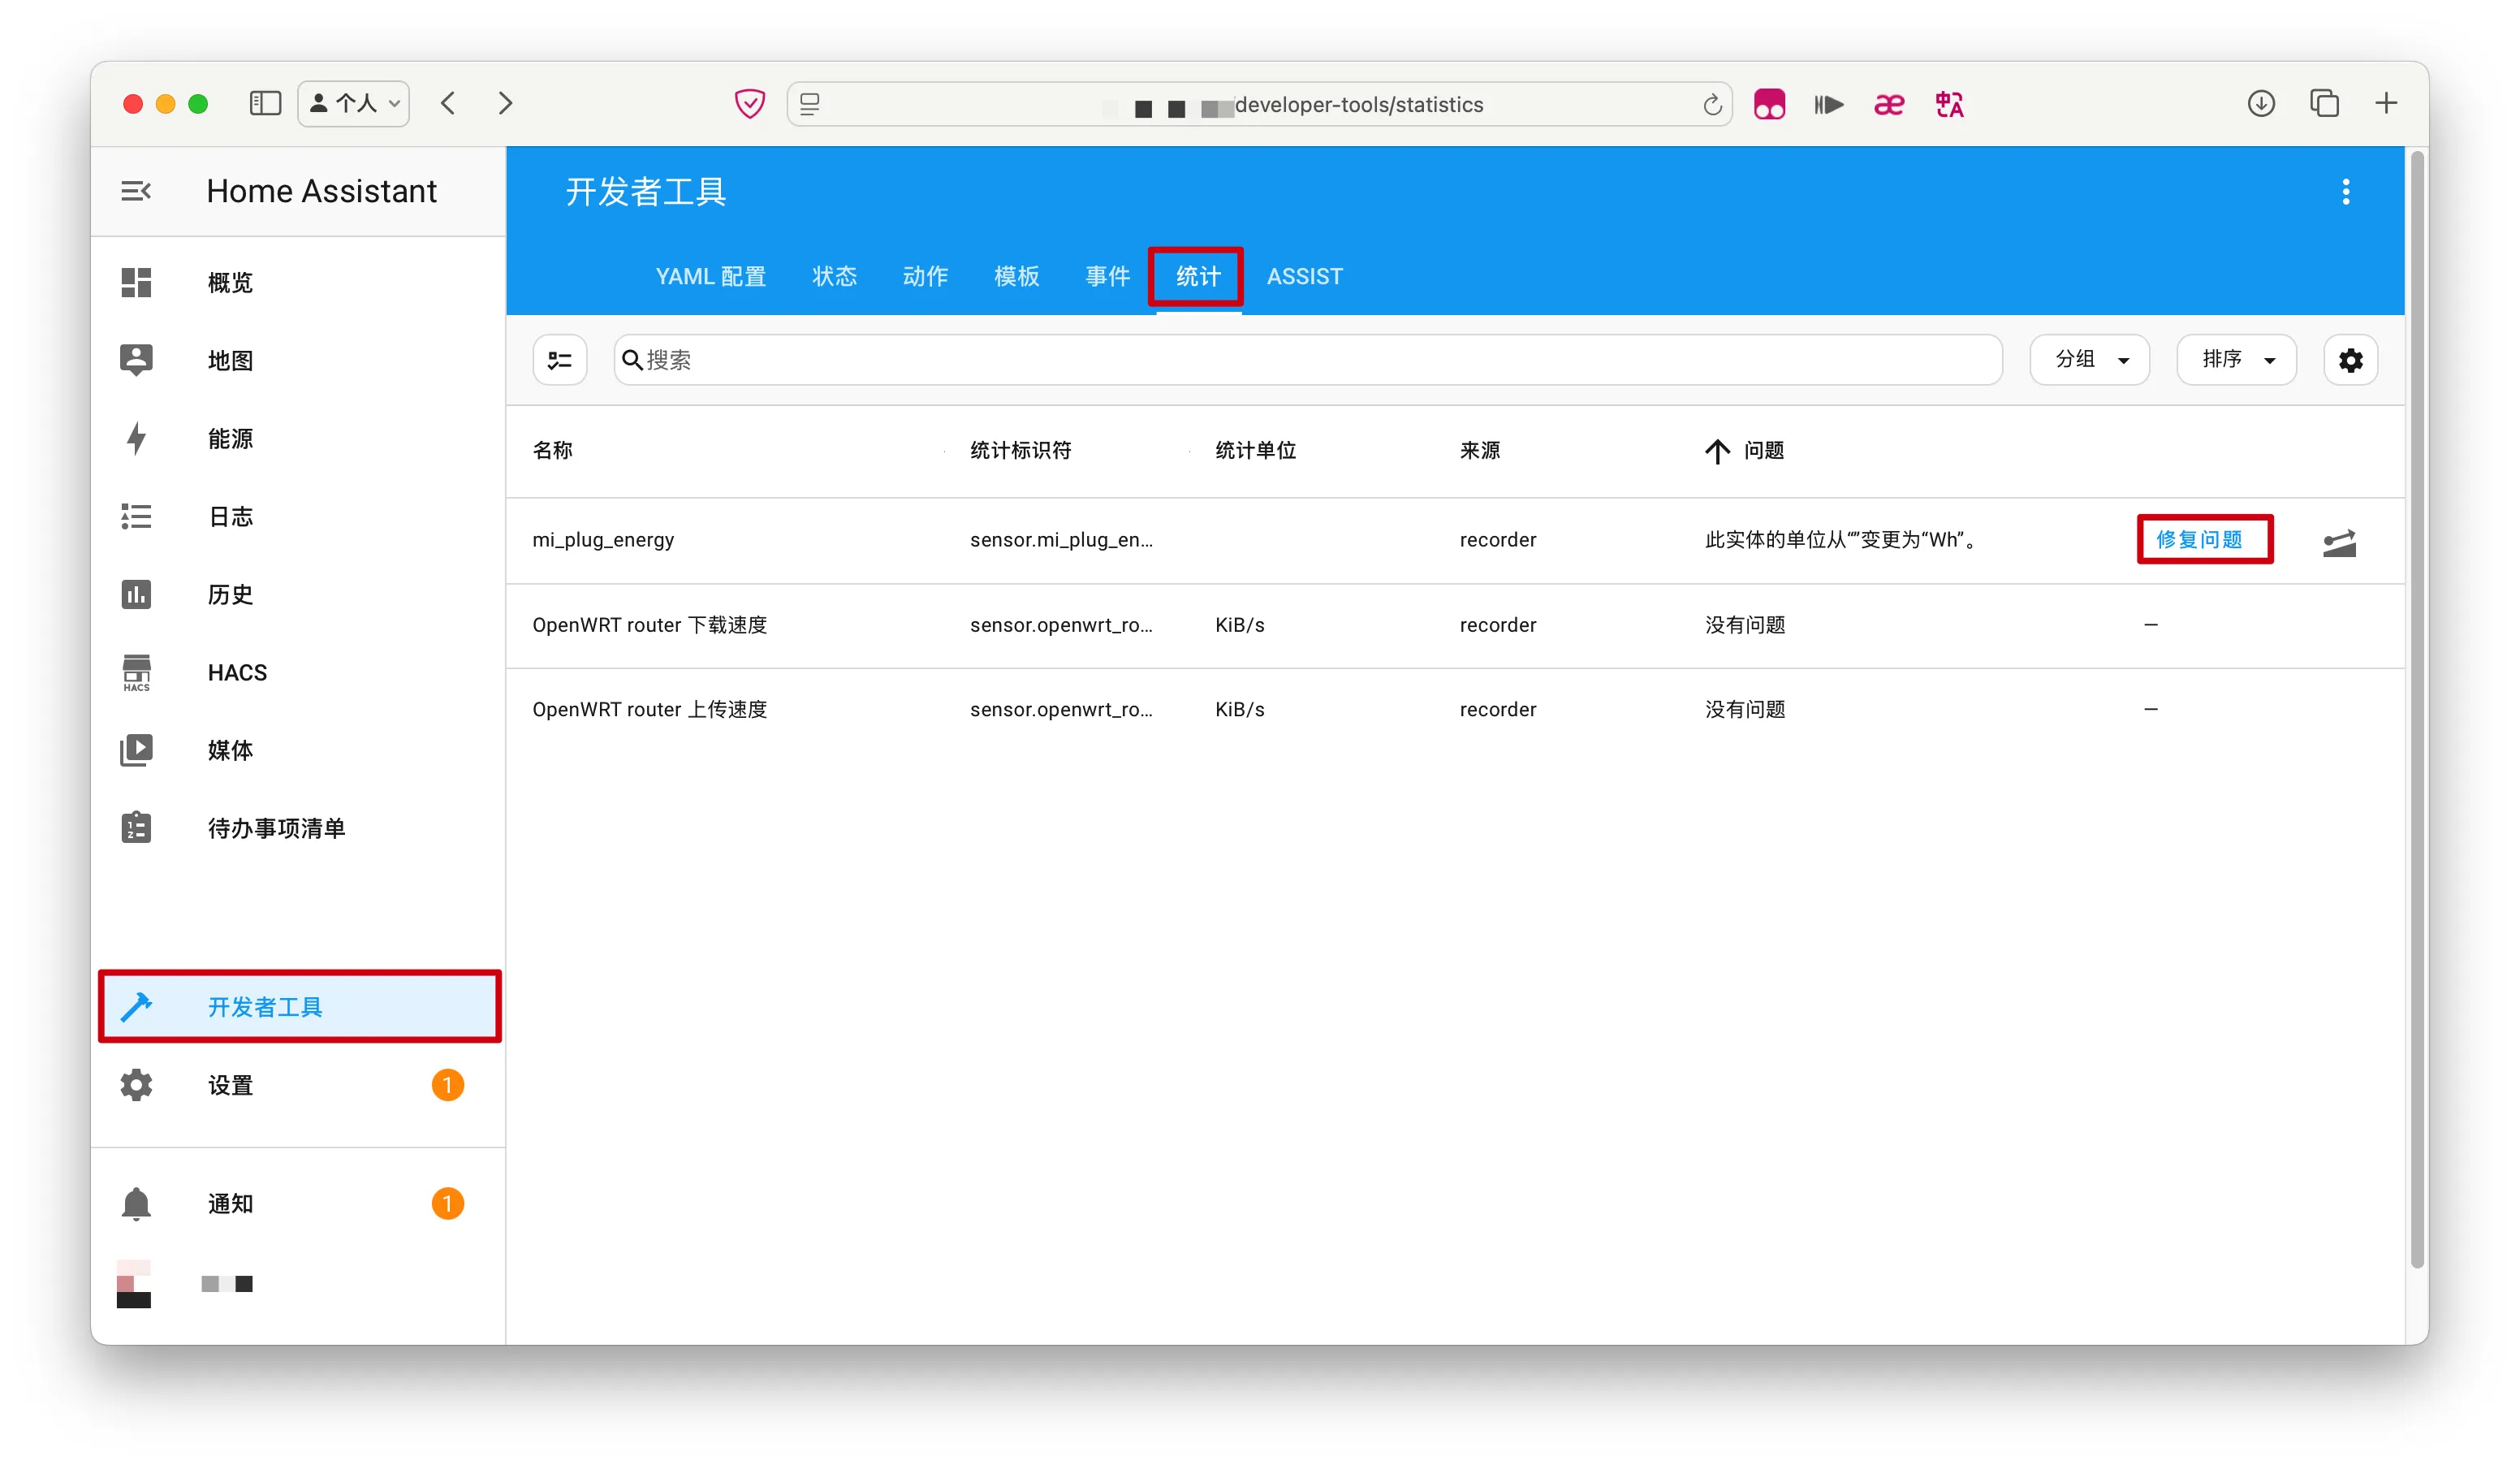 个人
developer-tools/statistics
Home Assistant
开发者工具
YAML 配置 状态 动作 模板 事件 统计 ASSIST
概览
地图
能源
日志
历史
HACS
HACS
媒体
待办事项清单
开发者工具
设置 1
通知 1
搜索 分组 排序
名称 统计标识符 统计单位 来源 问题
mi_plug_energy sensor.mi_plug_en... recorder 此实体的单位从“”变更为“Wh”。 修复问题
OpenWRT router 下载速度 sensor.openwrt_ro... KiB/s recorder 没有问题 –
OpenWRT router 上传速度 sensor.openwrt_ro... KiB/s recorder 没有问题 –